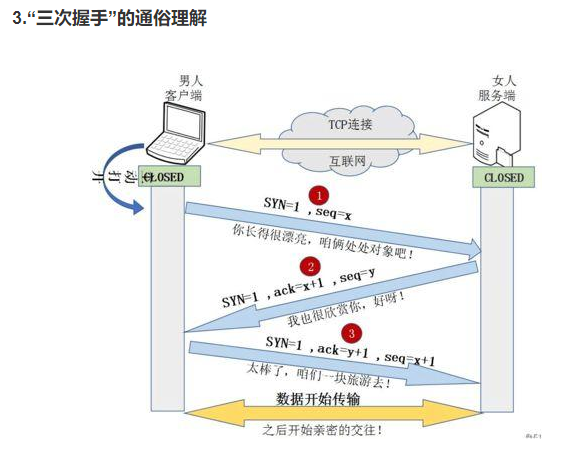 3.“三次握手”的通俗理解
男人
客户端
女人
服务端
TCP连接
互联网
CLOSED
CLOSED
动打开
1
SYN=1 ,seq=x
你长得很漂亮，咱俩处处对象吧！
2
SYN=1 ,ack=x+1 ,seq=y
我也很欣赏你，好呀！
3
SYN=1 ,ack=y+1 ,seq=x+1
太棒了，咱们一块旅游去！
数据开始传输
之后开始亲密的交往！